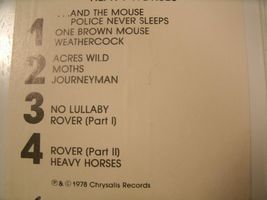 ...AND THE MOUSE
POLICE NEVER SLEEPS
1 ONE BROWN MOUSE
WEATHERCOCK
2 ACRES WILD
MOTHS
JOURNEYMAN
3 NO LULLABY
ROVER (Part I)
4 ROVER (Part II)
HEAVY HORSES
℗ & © 1978 Chrysalis Records